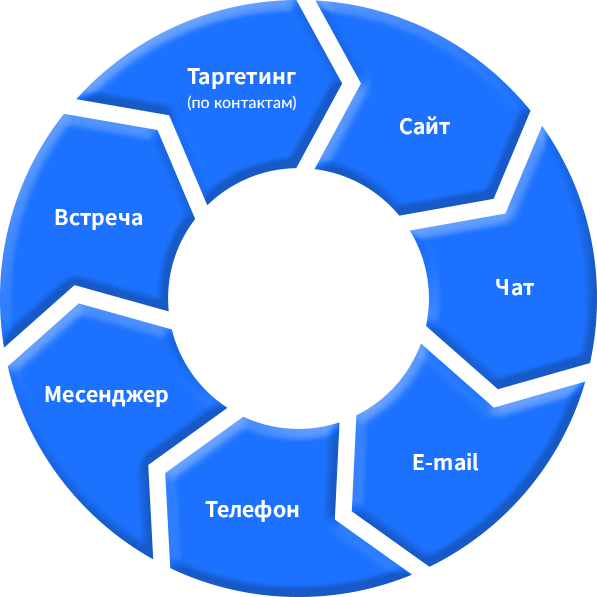 Таргетинг
(по контактам)
Сайт
Чат
E-mail
Телефон
Месенджер
Встреча